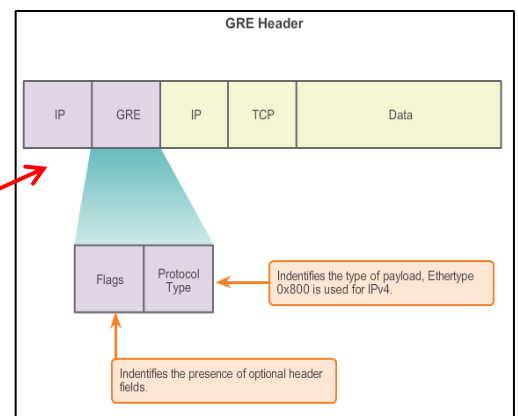 GRE Header
IP GRE IP TCP Data
Flags Protocol
Type
Indentifies the type of payload, Ethertype
0x800 is used for IPv4.
Indentifies the presence of optional header
fields.